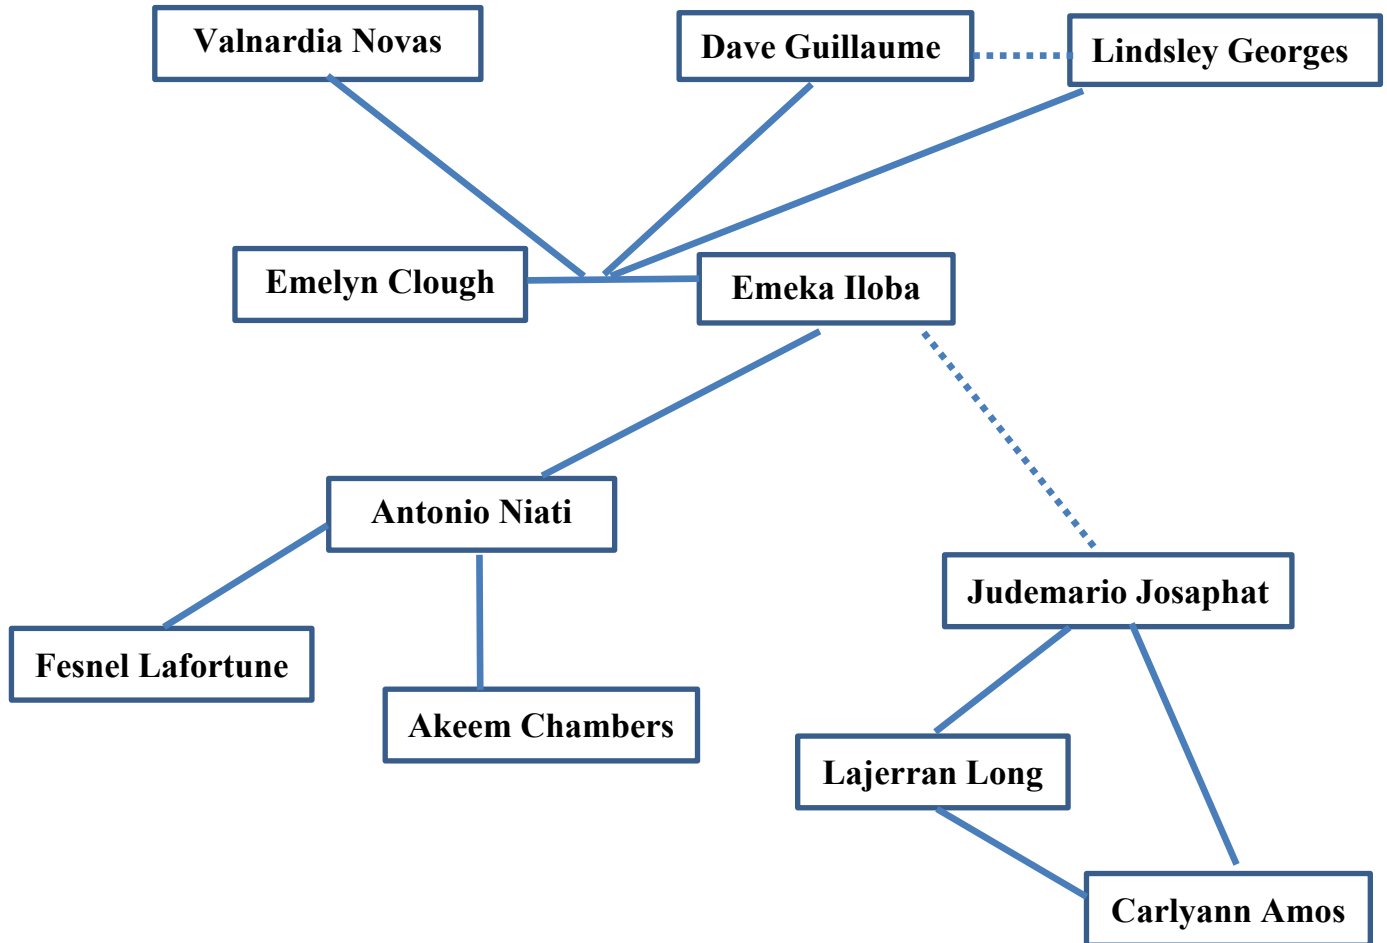 Valnardia Novas
Dave Guillaume
Lindsley Georges
Emelyn Clough
Emeka Iloba
Antonio Niati
Judemario Josaphat
Fesnel Lafortune
Akeem Chambers
Lajerran Long
Carlyann Amos